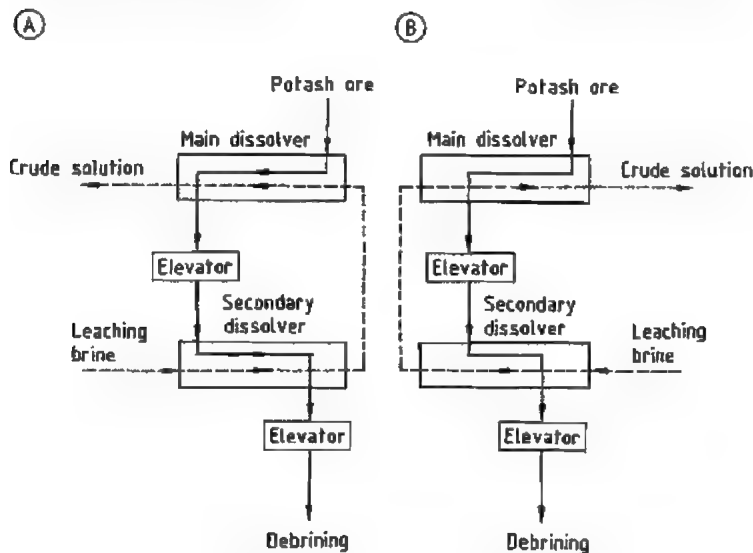 A
Potash ore
Main dissolver
Crude solution
Elevator
Secondary
dissolver
Leaching
brine
Elevator
Debrining
B
Potash ore
Main dissolver
Crude solution
Elevator
Secondary
dissolver
Leaching
brine
Elevator
Debrining